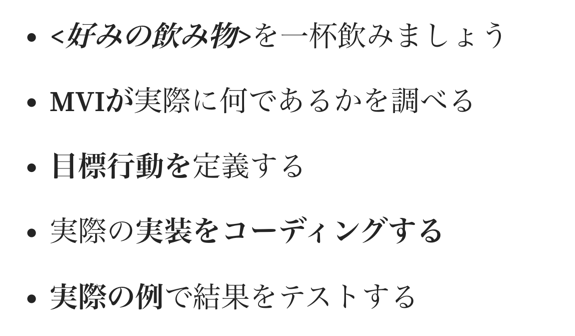 • <好みの飲み物>を一杯飲みましょう
• MVIが実際に何であるかを調べる
• 目標行動を定義する
• 実際の実装をコーディングする
• 実際の例で結果をテストする